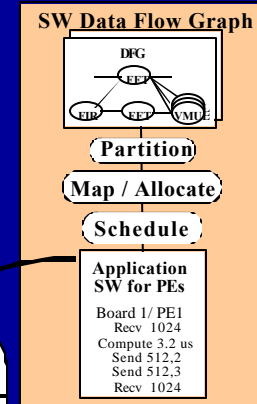 SW Data Flow Graph
DFG
FFT
FIR FFT VMULT
Partition
Map / Allocate
Schedule
Application
SW for PEs
Board 1/ PE1
Recv 1024
Compute 3.2 us
Send 512,2
Send 512,3
Recv 1024